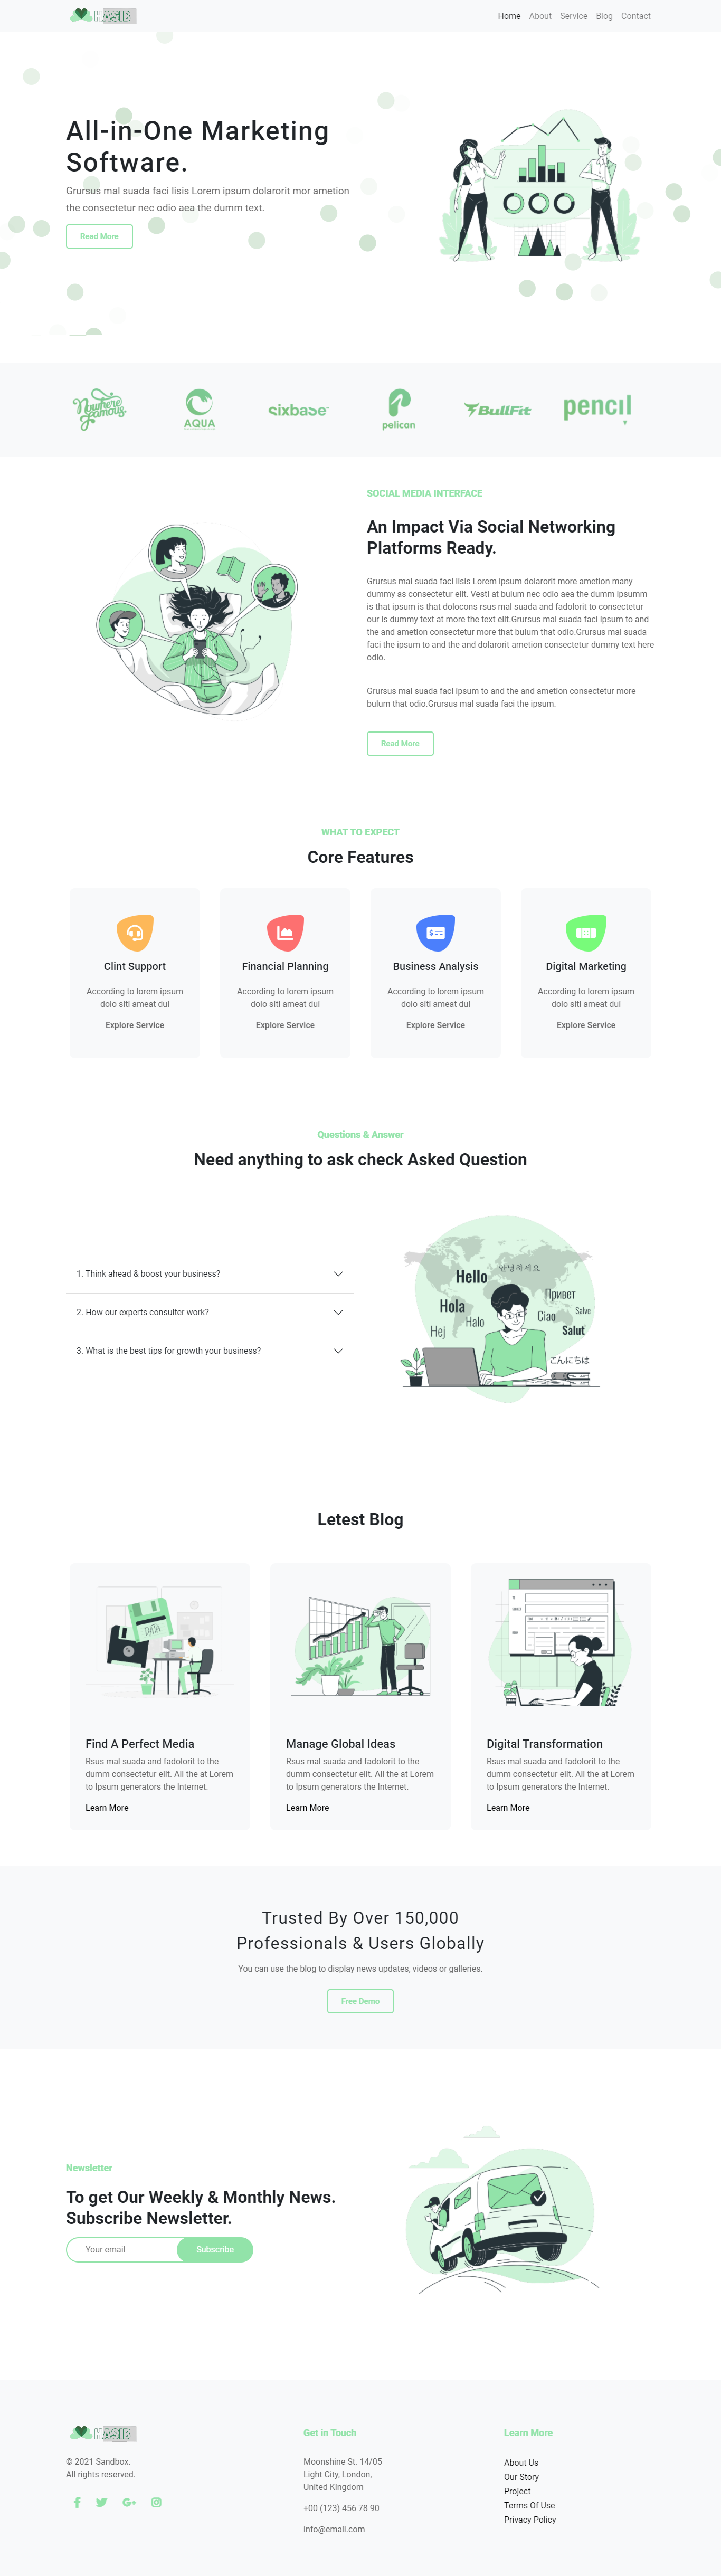 HASIB
Home About Service Blog Contact
All-in-One Marketing
Software.
Grursus mal suada faci lisis Lorem ipsum dolarorit mor ametion
the consectetur nec odio aea the dumm text.
Read More
Nowhere
Famous
AQUA
sixbase
pelican
BullFit
pencil
SOCIAL MEDIA INTERFACE
An Impact Via Social Networking
Platforms Ready.
Grursus mal suada faci lisis Lorem ipsum dolarorit more ametion many
dummy as consectetur elit. Vesti at bulum nec odio aea the dumm ipsumm
is that ipsum is that dolocons rsus mal suada and fadolorit to consectetur
our is dummy text at more the text elit.Grursus mal suada faci ipsum to and
the and ametion consectetur more that bulum that odio.Grursus mal suada
faci the ipsum to and the and dolarorit ametion consectetur dummy text here
odio.
Grursus mal suada faci ipsum to and the and ametion consectetur more
bulum that odio.Grursus mal suada faci the ipsum.
Read More
WHAT TO EXPECT
Core Features
Clint Support
According to lorem ipsum
dolo siti ameat dui
Explore Service
Financial Planning
According to lorem ipsum
dolo siti ameat dui
Explore Service
Business Analysis
According to lorem ipsum
dolo siti ameat dui
Explore Service
Digital Marketing
According to lorem ipsum
dolo siti ameat dui
Explore Service
Questions & Answer
Need anything to ask check Asked Question
1. Think ahead & boost your business?
2. How our experts consulter work?
3. What is the best tips for growth your business?
Hello
안녕하세요
Привет
Hola
Salve
Halo
Ciao
Hej
Salut
こんにちは
Letest Blog
DATA
Find A Perfect Media
Rsus mal suada and fadolorit to the
dumm consectetur elit. All the at Lorem
to Ipsum generators the Internet.
Learn More
Manage Global Ideas
Rsus mal suada and fadolorit to the
dumm consectetur elit. All the at Lorem
to Ipsum generators the Internet.
Learn More
Digital Transformation
Rsus mal suada and fadolorit to the
dumm consectetur elit. All the at Lorem
to Ipsum generators the Internet.
Learn More
Trusted By Over 150,000
Professionals & Users Globally
You can use the blog to display news updates, videos or galleries.
Free Demo
Newsletter
To get Our Weekly & Monthly News.
Subscribe Newsletter.
Your email
Subscribe
HASIB
© 2021 Sandbox.
All rights reserved.
Get in Touch
Moonshine St. 14/05
Light City, London,
United Kingdom
+00 (123) 456 78 90
info@email.com
Learn More
About Us
Our Story
Project
Terms Of Use
Privacy Policy